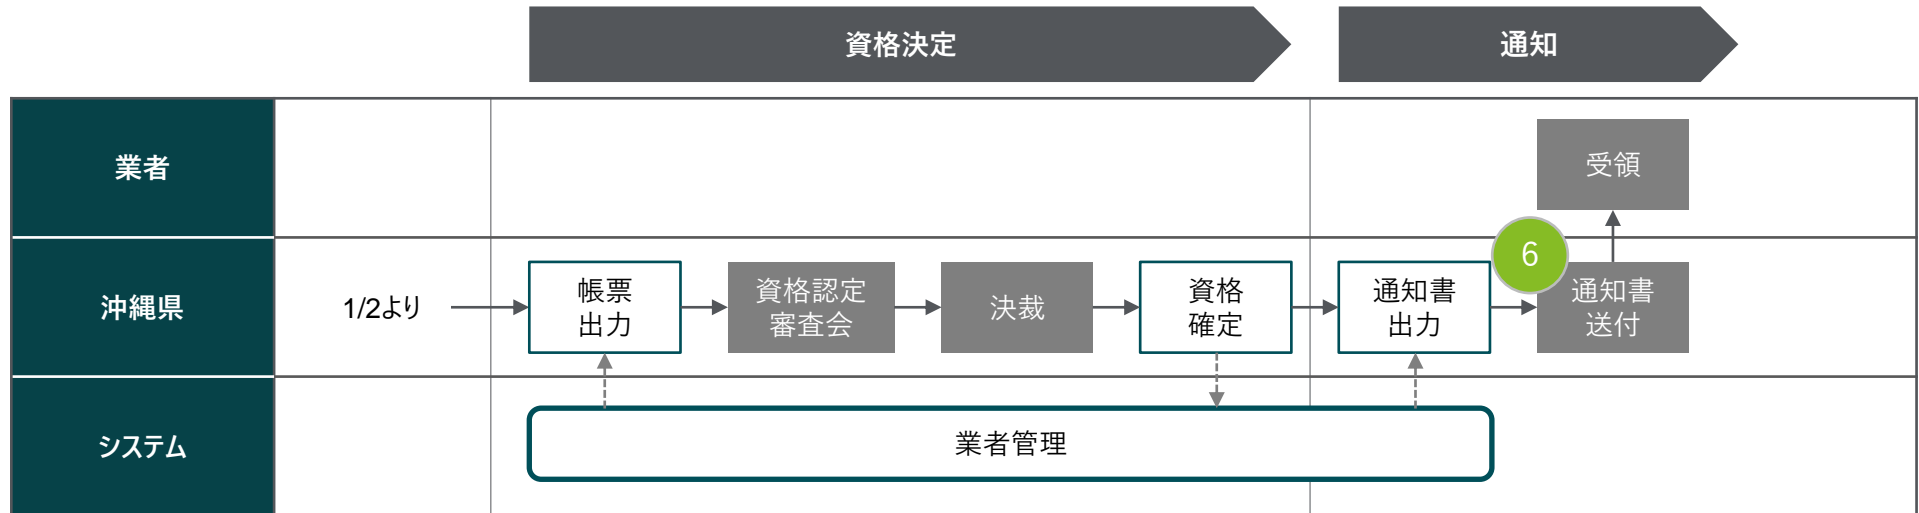 資格決定
通知
業者
受領
6
沖縄県
1/2より
帳票
出力
資格認定
審査会
決裁
資格
確定
通知書
出力
通知書
送付
システム
業者管理